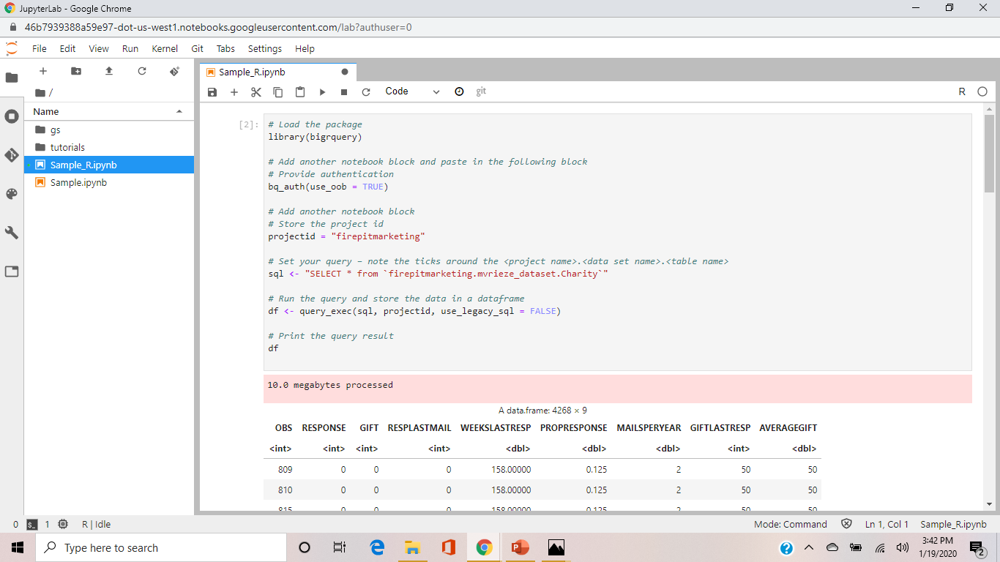 JupyterLab - Google Chrome
46b7939388a59e97-dot-us-west1.notebooks.googleusercontent.com/lab?authuser=0
File Edit View Run Kernel Git Tabs Settings Help
/
Name
gs
tutorials
Sample_R.ipynb
Sample.ipynb
Sample_R.ipynb
Code git R
[2]:
# Load the package
library(bigrquery)
# Add another notebook block and paste in the following block
# Provide authentication
bq_auth(use_oob = TRUE)
# Add another notebook block
# Store the project id
projectid = "firepitmarketing"
# Set your query – note the ticks around the <project name>.<data set name>.<table name>
sql <- "SELECT * from `firepitmarketing.mvrieze_dataset.Charity`"
# Run the query and store the data in a dataframe
df <- query_exec(sql, projectid, use_legacy_sql = FALSE)
# Print the query result
df
10.0 megabytes processed
A data.frame: 4268 × 9
OBS RESPONSE GIFT RESPLASTMAIL WEEKSLASTRESP PROPRESPONSE MAILSPERYEAR GIFTLASTRESP AVERAGEGIFT
<int> <int> <int> <int> <dbl> <dbl> <dbl> <int> <dbl>
809 0 0 0 158.00000 0.125 2 50 50
810 0 0 0 158.00000 0.125 2 50 50
815 0 0 0 158.00000 0.125 2 50 50
0 $_ 1 R | Idle Mode: Command Ln 1, Col 1 Sample_R.ipynb
Type here to search
3:42 PM
1/19/2020
2